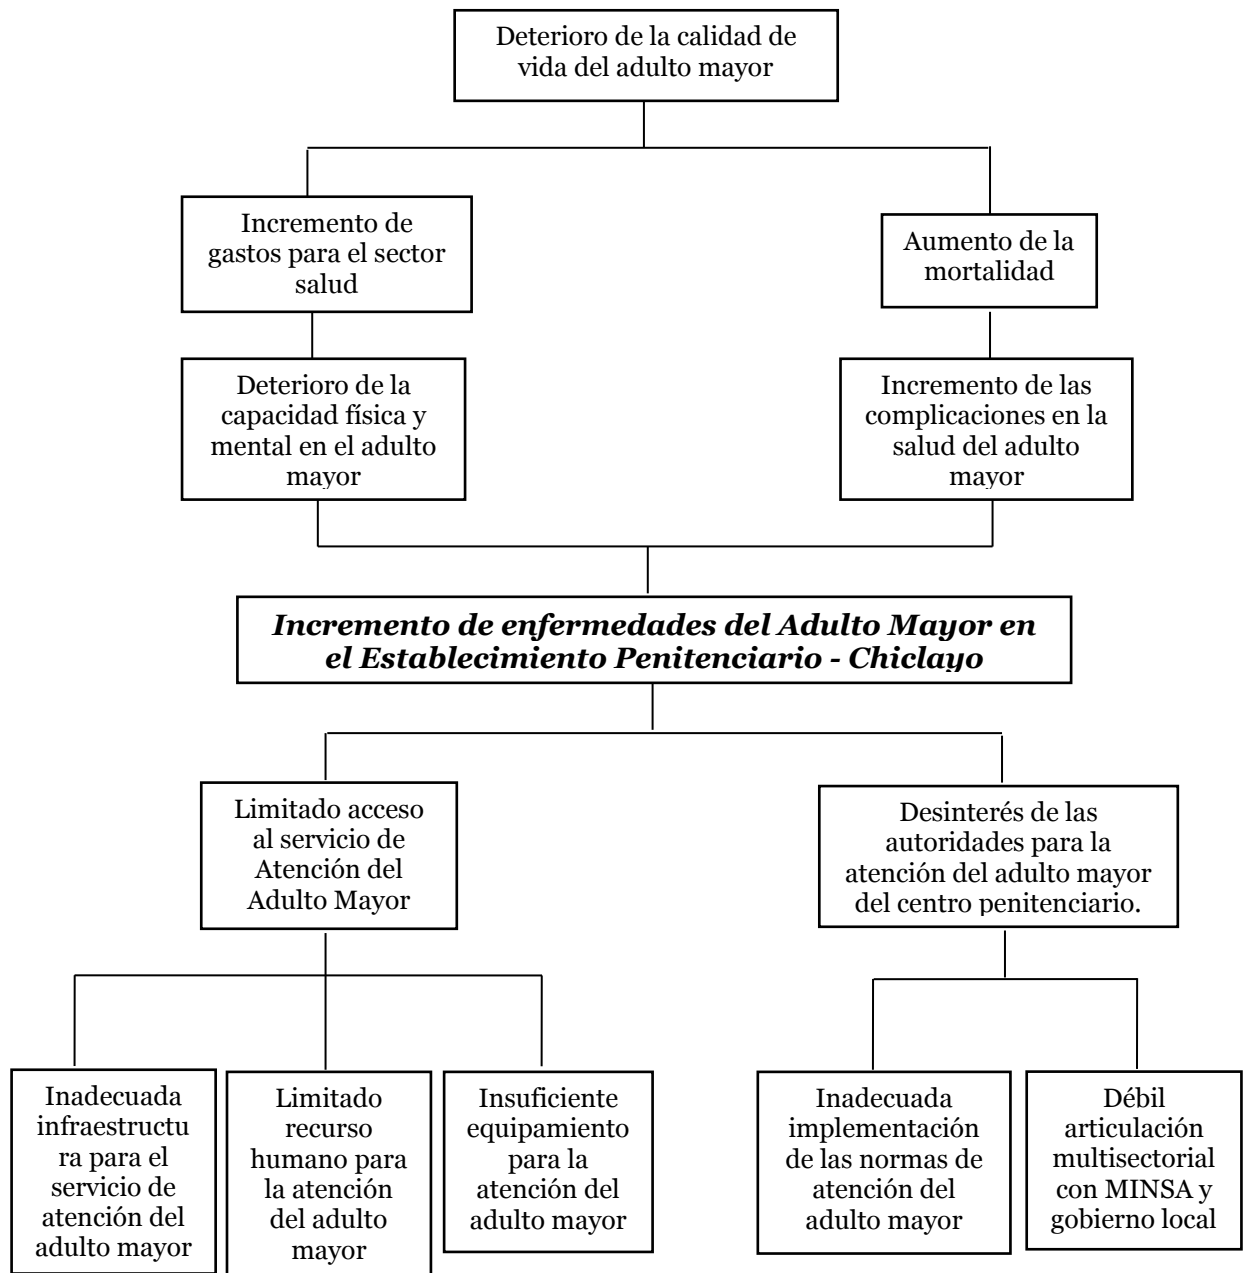 Deterioro de la calidad de
vida del adulto mayor
Incremento de
gastos para el sector
salud
Aumento de la
mortalidad
Deterioro de la
capacidad física y
mental en el adulto
mayor
Incremento de las
complicaciones en la
salud del adulto
mayor
Incremento de enfermedades del Adulto Mayor en
el Establecimiento Penitenciario - Chiclayo
Limitado acceso
al servicio de
Atención del
Adulto Mayor
Desinterés de las
autoridades para la
atención del adulto mayor
del centro penitenciario.
Inadecuada
infraestructu
ra para el
servicio de
atención del
adulto mayor
Limitado
recurso
humano para
la atención
del adulto
mayor
Insuficiente
equipamiento
para la
atención del
adulto mayor
Inadecuada
implementación
de las normas de
atención del
adulto mayor
Débil
articulación
multisectorial
con MINSA y
gobierno local